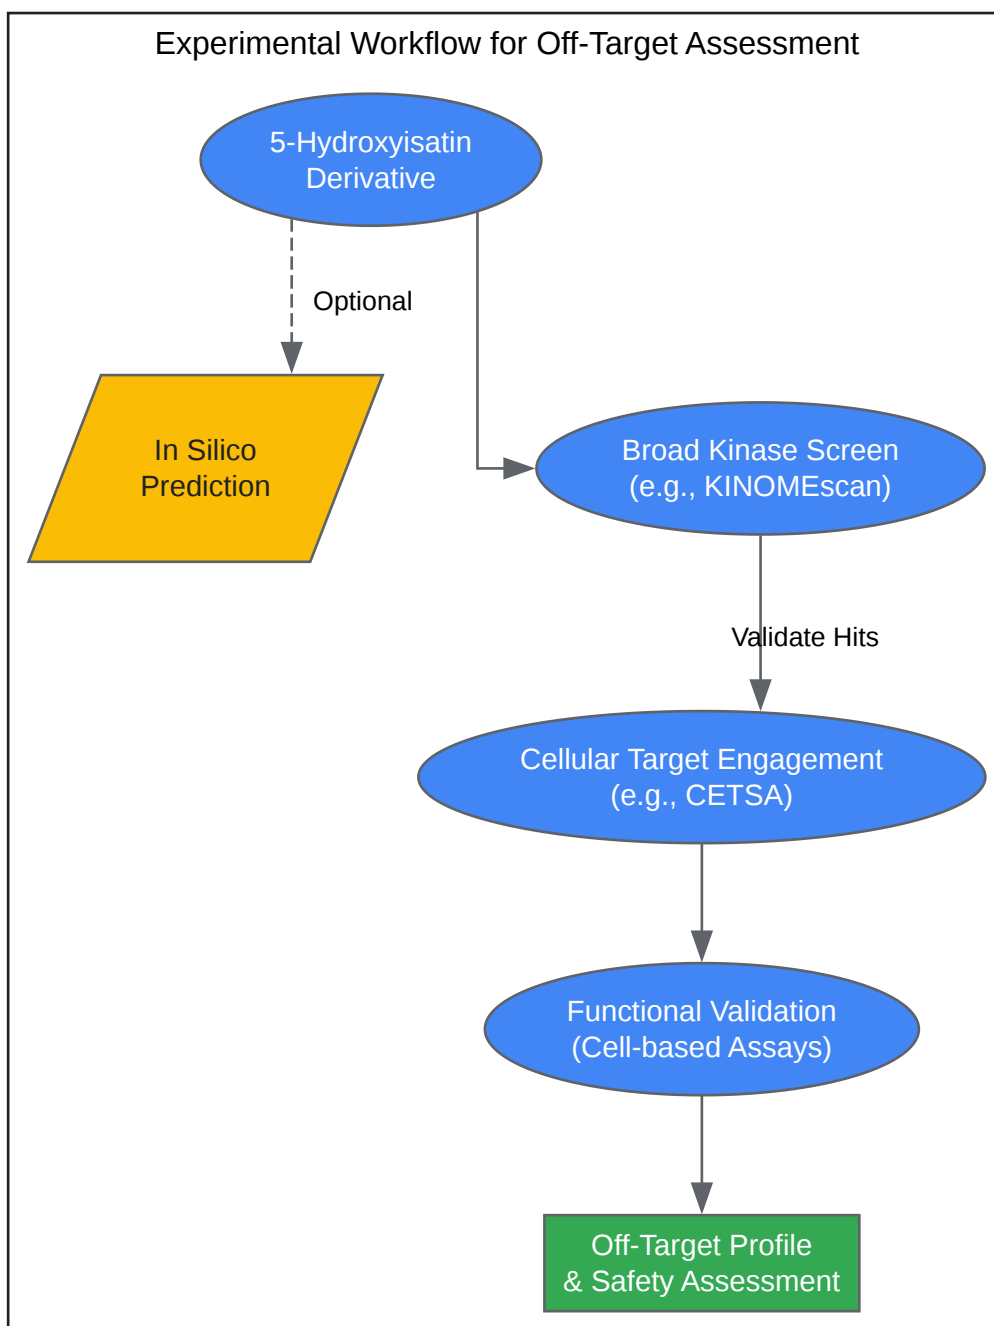 Experimental Workflow for Off-Target Assessment
5-Hydroxyisatin
Derivative
Optional
In Silico
Prediction
Broad Kinase Screen
(e.g., KINOMEscan)
Validate Hits
Cellular Target Engagement
(e.g., CETSA)
Functional Validation
(Cell-based Assays)
Off-Target Profile
& Safety Assessment